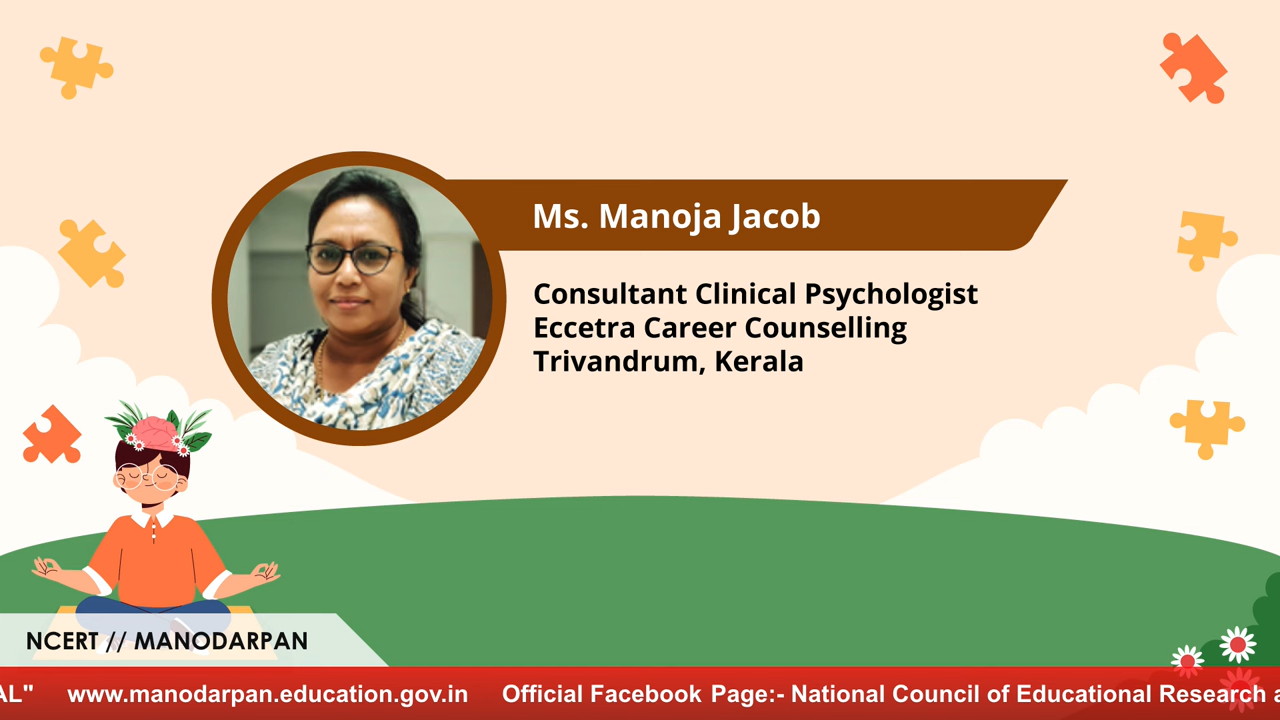 Ms. Manoja Jacob
Consultant Clinical Psychologist
Eccetra Career Counselling
Trivandrum, Kerala
NCERT // MANODARPAN
AL" www.manodarpan.education.gov.in Official Facebook Page:- National Council of Educational Research a